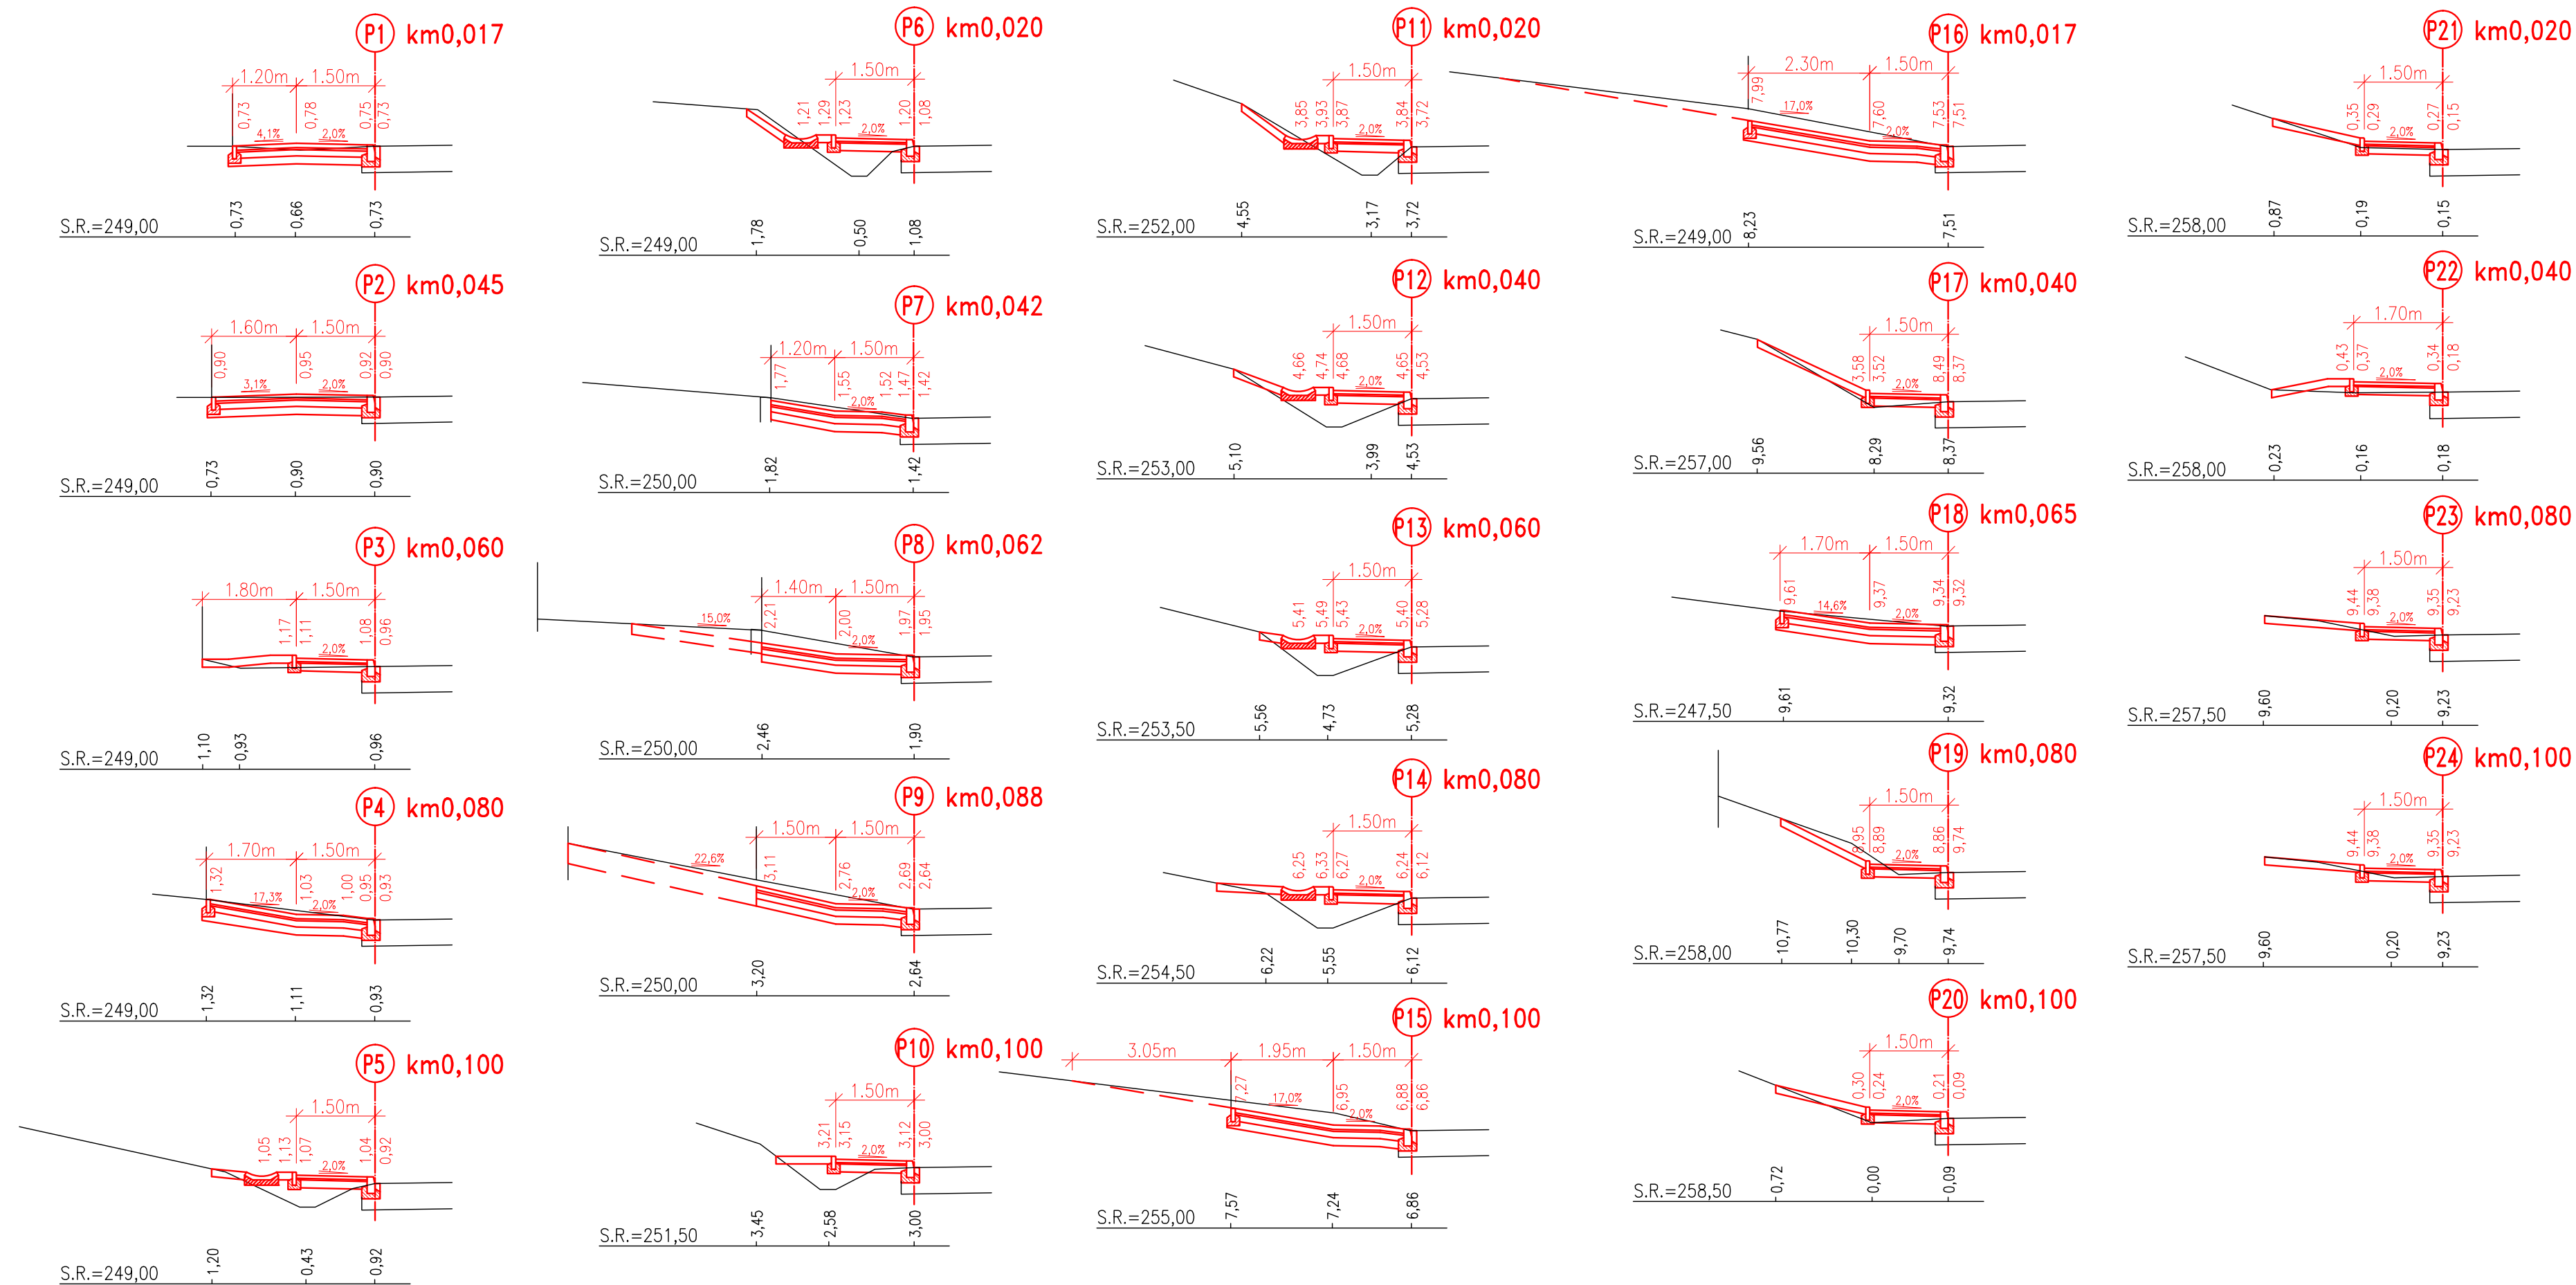 P1 km0,017
1.20m 1.50m
0,73 0,78 0,75 0,73
4,1% 2,0%
0,73 0,66 0,73
S.R.=249,00
P2 km0,045
1.60m 1.50m
0,90 0,95 0,92 0,90
3,1% 2,0%
0,73 0,90 0,90
S.R.=249,00
P3 km0,060
1.80m 1.50m
1,17 1,11 1,08 0,96
2,0%
1,10 0,93 0,96
S.R.=249,00
P4 km0,080
1.70m 1.50m
1,32 1,03 1,00 0,95 0,93
17,3% 2,0%
1,32 1,11 0,93
S.R.=249,00
P5 km0,100
1.50m
1,05 1,13 1,07 1,04 0,92
2,0%
1,20 0,43 0,92
S.R.=249,00
P6 km0,020
1.50m
1,21 1,29 1,23 1,20 1,08
2,0%
1,78 0,50 1,08
S.R.=249,00
P7 km0,042
1.20m 1.50m
1,77 1,55 1,52 1,47 1,42
2,0%
1,82 1,42
S.R.=250,00
P8 km0,062
1.40m 1.50m
15,0% 2,21 2,00 1,97 1,95
2,0%
2,46 1,90
S.R.=250,00
P9 km0,088
1.50m 1.50m
22,6% 3,11 2,76 2,69 2,64
2,0%
3,20 2,64
S.R.=250,00
P10 km0,100
1.50m
3,21 3,15 3,12 3,00
2,0%
3,45 2,58 3,00
S.R.=251,50
P11 km0,020
1.50m
3,85 3,93 3,87 3,84 3,72
2,0%
4,55 3,17 3,72
S.R.=252,00
P12 km0,040
1.50m
4,66 4,74 4,68 4,65 4,53
2,0%
5,10 3,99 4,53
S.R.=253,00
P13 km0,060
1.50m
5,41 5,49 5,43 5,40 5,28
2,0%
5,56 4,73 5,28
S.R.=253,50
P14 km0,080
1.50m
6,25 6,33 6,27 6,24 6,12
2,0%
6,22 5,55 6,12
S.R.=254,50
P15 km0,100
3.05m 1.95m 1.50m
7,27 6,95 6,88 6,86
17,0% 2,0%
7,57 7,24 6,86
S.R.=255,00
P16 km0,017
2.30m 1.50m
7,99 7,60 7,53 7,51
17,0% 2,0%
8,23 7,51
S.R.=249,00
P17 km0,040
1.50m
3,58 3,52 8,49 8,37
2,0%
9,56 8,29 8,37
S.R.=257,00
P18 km0,065
1.70m 1.50m
9,61 9,37 9,34 9,32
14,6% 2,0%
9,61 9,32
S.R.=247,50
P19 km0,080
1.50m
8,95 8,89 8,86 9,74
2,0%
10,77 10,30 9,70 9,74
S.R.=258,00
P20 km0,100
1.50m
0,30 0,24 0,21 0,09
2,0%
0,72 0,00 0,09
S.R.=258,50
P21 km0,020
1.50m
0,35 0,29 0,27 0,15
2,0%
0,87 0,19 0,15
S.R.=258,00
P22 km0,040
1.70m
0,43 0,37 0,34 0,18
2,0%
0,23 0,16 0,18
S.R.=258,00
P23 km0,080
1.50m
9,44 9,38 9,35 9,23
2,0%
9,60 0,20 9,23
S.R.=257,50
P24 km0,100
1.50m
9,44 9,38 9,35 9,23
2,0%
9,60 0,20 9,23
S.R.=257,50